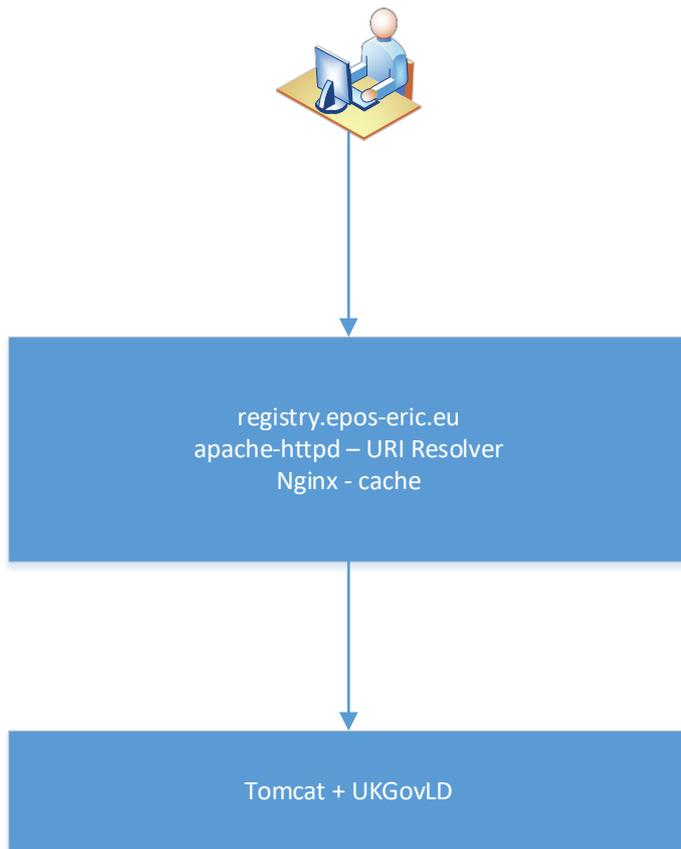 registry.epos-eric.eu
apache-httpd – URI Resolver
Nginx - cache
Tomcat + UKGovLD